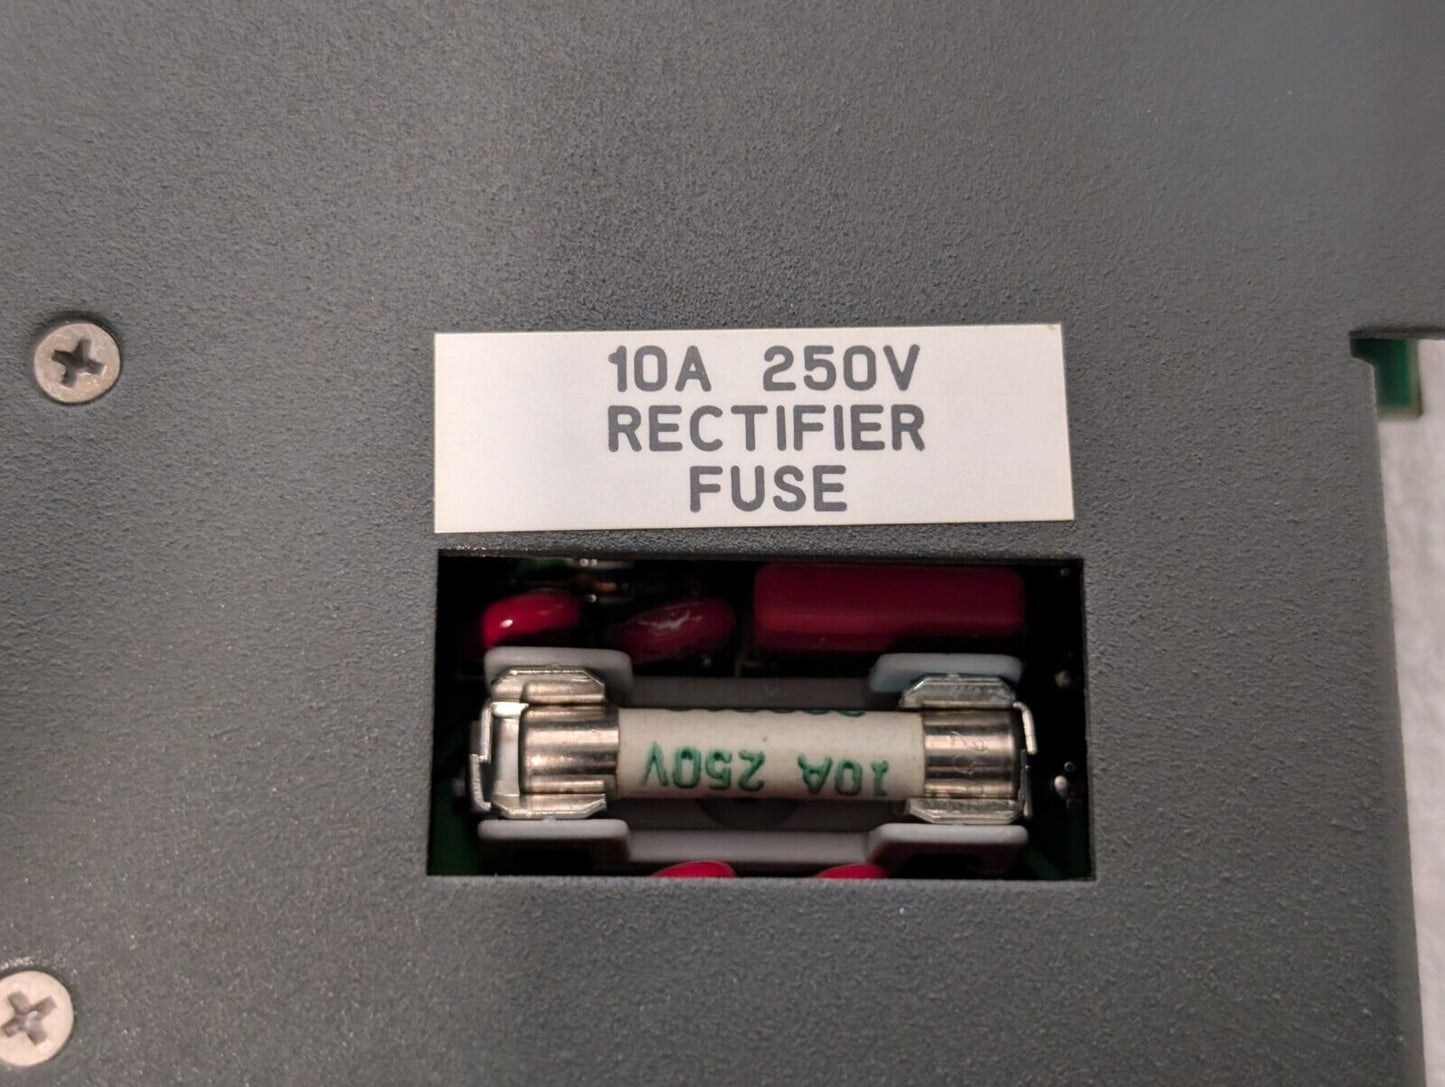 10A 250V
RECTIFIER
FUSE
10A 250V